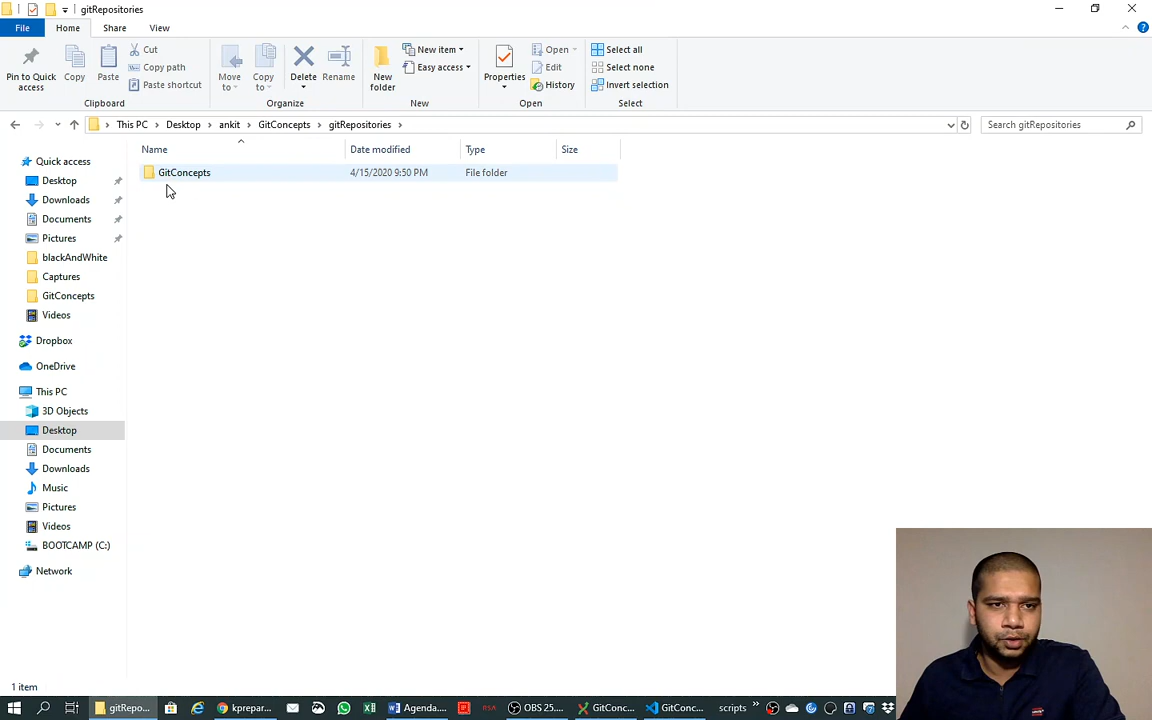 gitRepositories
File Home Share View
Pin to Quick access
Copy
Paste
Cut
Copy path
Paste shortcut
Clipboard
Move to
Copy to
Delete
Rename
Organize
New folder
New item
Easy access
New
Properties
Open
Edit
History
Open
Select all
Select none
Invert selection
Select
This PC > Desktop > ankit > GitConcepts > gitRepositories >
Search gitRepositories
Name Date modified Type Size
GitConcepts 4/15/2020 9:50 PM File folder
Quick access
Desktop
Downloads
Documents
Pictures
blackAndWhite
Captures
GitConcepts
Videos
Dropbox
OneDrive
This PC
3D Objects
Desktop
Documents
Downloads
Music
Pictures
Videos
BOOTCAMP (C:)
Network
1 item
gitRepo... kprepar... Agenda.... RSA OBS 25.... GitConc... GitConc... scripts »